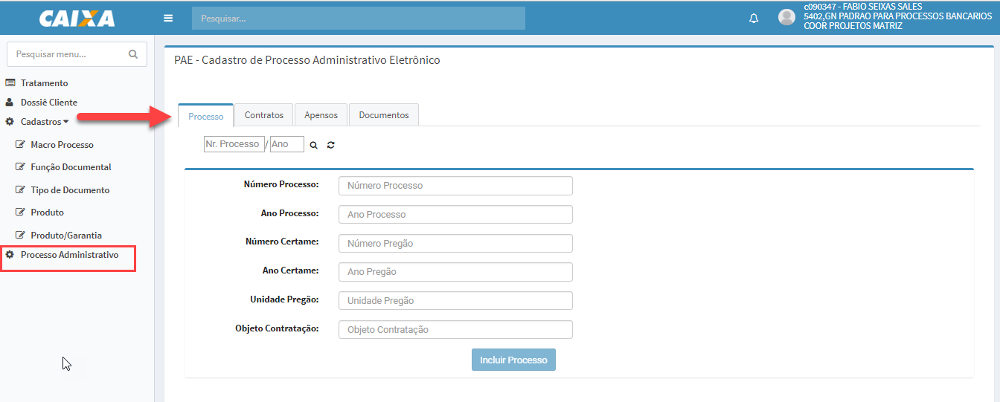 CAIXA
Pesquisar...
c090347 - FABIO SEIXAS SALES
5402,GN PADRAO PARA PROCESSOS BANCARIOS
COOR PROJETOS MATRIZ
Pesquisar menu...
Tratamento
Dossiê Cliente
Cadastros
Macro Processo
Função Documental
Tipo de Documento
Produto
Produto/Garantia
Processo Administrativo
PAE - Cadastro de Processo Administrativo Eletrônico
Processo Contratos Apensos Documentos
Nr. Processo / Ano
Número Processo: Número Processo
Ano Processo: Ano Processo
Número Certame: Número Pregão
Ano Certame: Ano Pregão
Unidade Pregão: Unidade Pregão
Objeto Contratação: Objeto Contratação
Incluir Processo